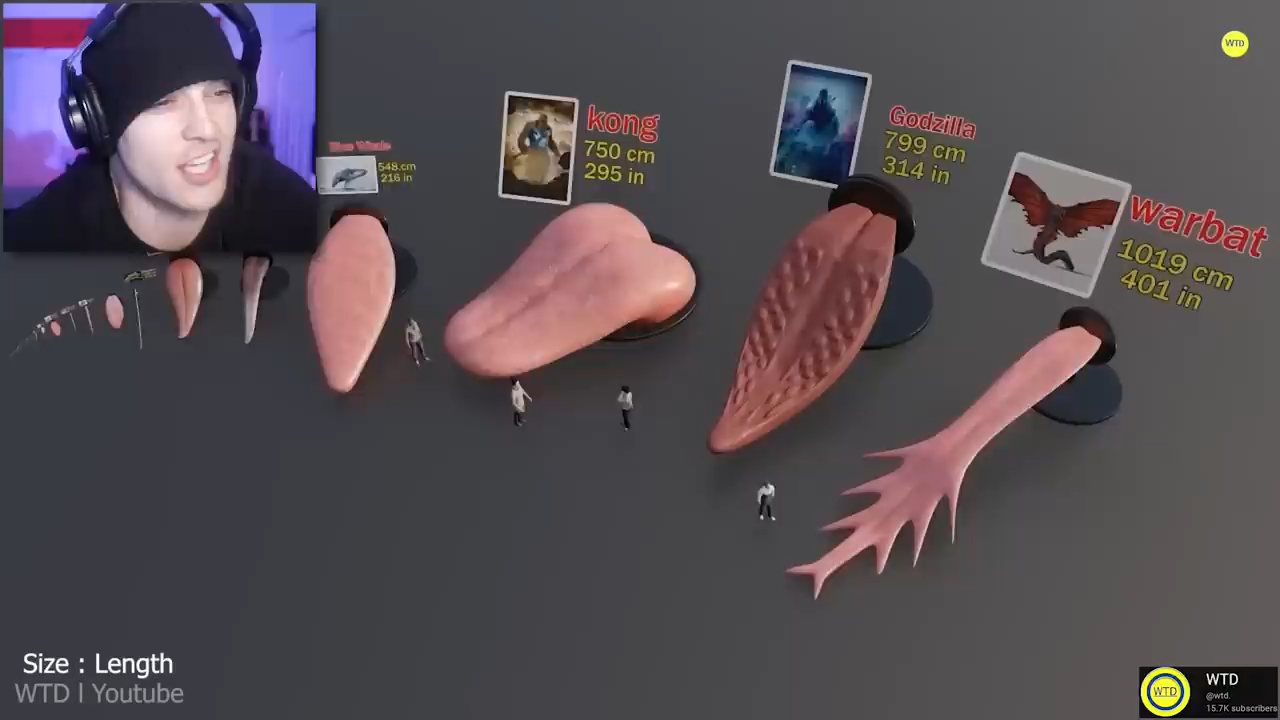 WTD
Blue Whale
548 cm
216 in
kong
750 cm
295 in
Godzilla
799 cm
314 in
warbat
1019 cm
401 in
Size : Length
WTD | Youtube
WTD
WTD
@wtd.
15.7K subscribers